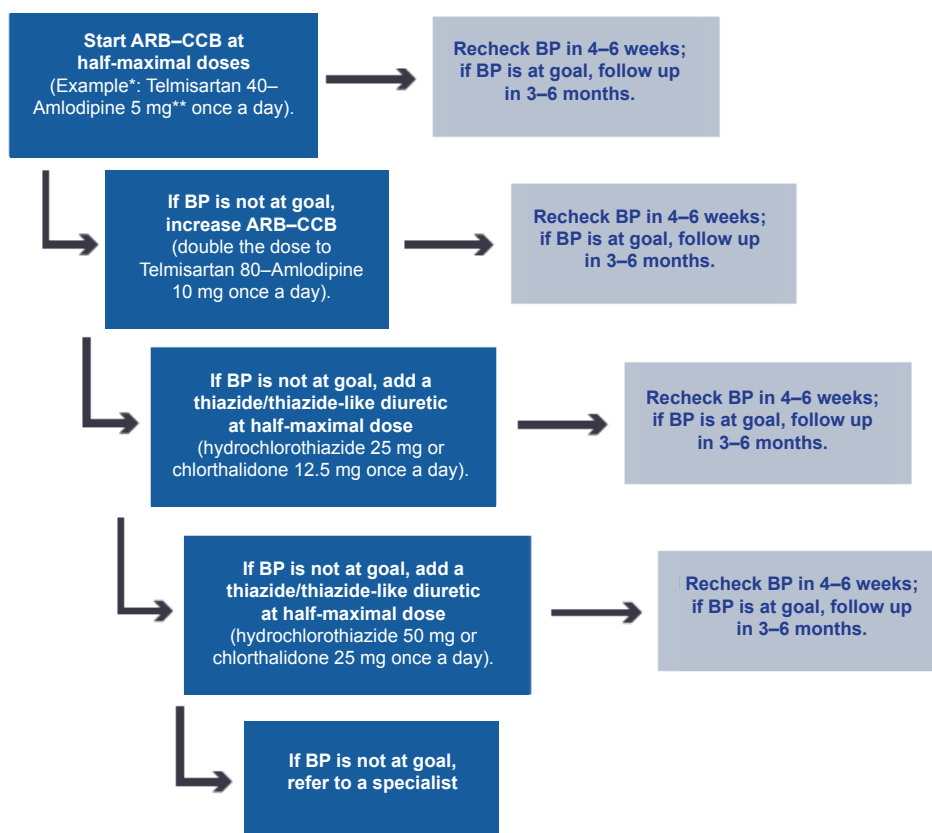 Start ARB–CCB at
half-maximal doses
(Example*: Telmisartan 40–
Amlodipine 5 mg** once a day).
Recheck BP in 4–6 weeks;
if BP is at goal, follow up
in 3–6 months.
If BP is not at goal,
increase ARB–CCB
(double the dose to
Telmisartan 80–Amlodipine
10 mg once a day).
Recheck BP in 4–6 weeks;
if BP is at goal, follow up
in 3–6 months.
If BP is not at goal, add a
thiazide/thiazide-like diuretic
at half-maximal dose
(hydrochlorothiazide 25 mg or
chlorthalidone 12.5 mg once a day).
Recheck BP in 4–6 weeks;
if BP is at goal, follow up
in 3–6 months.
If BP is not at goal, add a
thiazide/thiazide-like diuretic
at half-maximal dose
(hydrochlorothiazide 50 mg or
chlorthalidone 25 mg once a day).
Recheck BP in 4–6 weeks;
if BP is at goal, follow up
in 3–6 months.
If BP is not at goal,
refer to a specialist